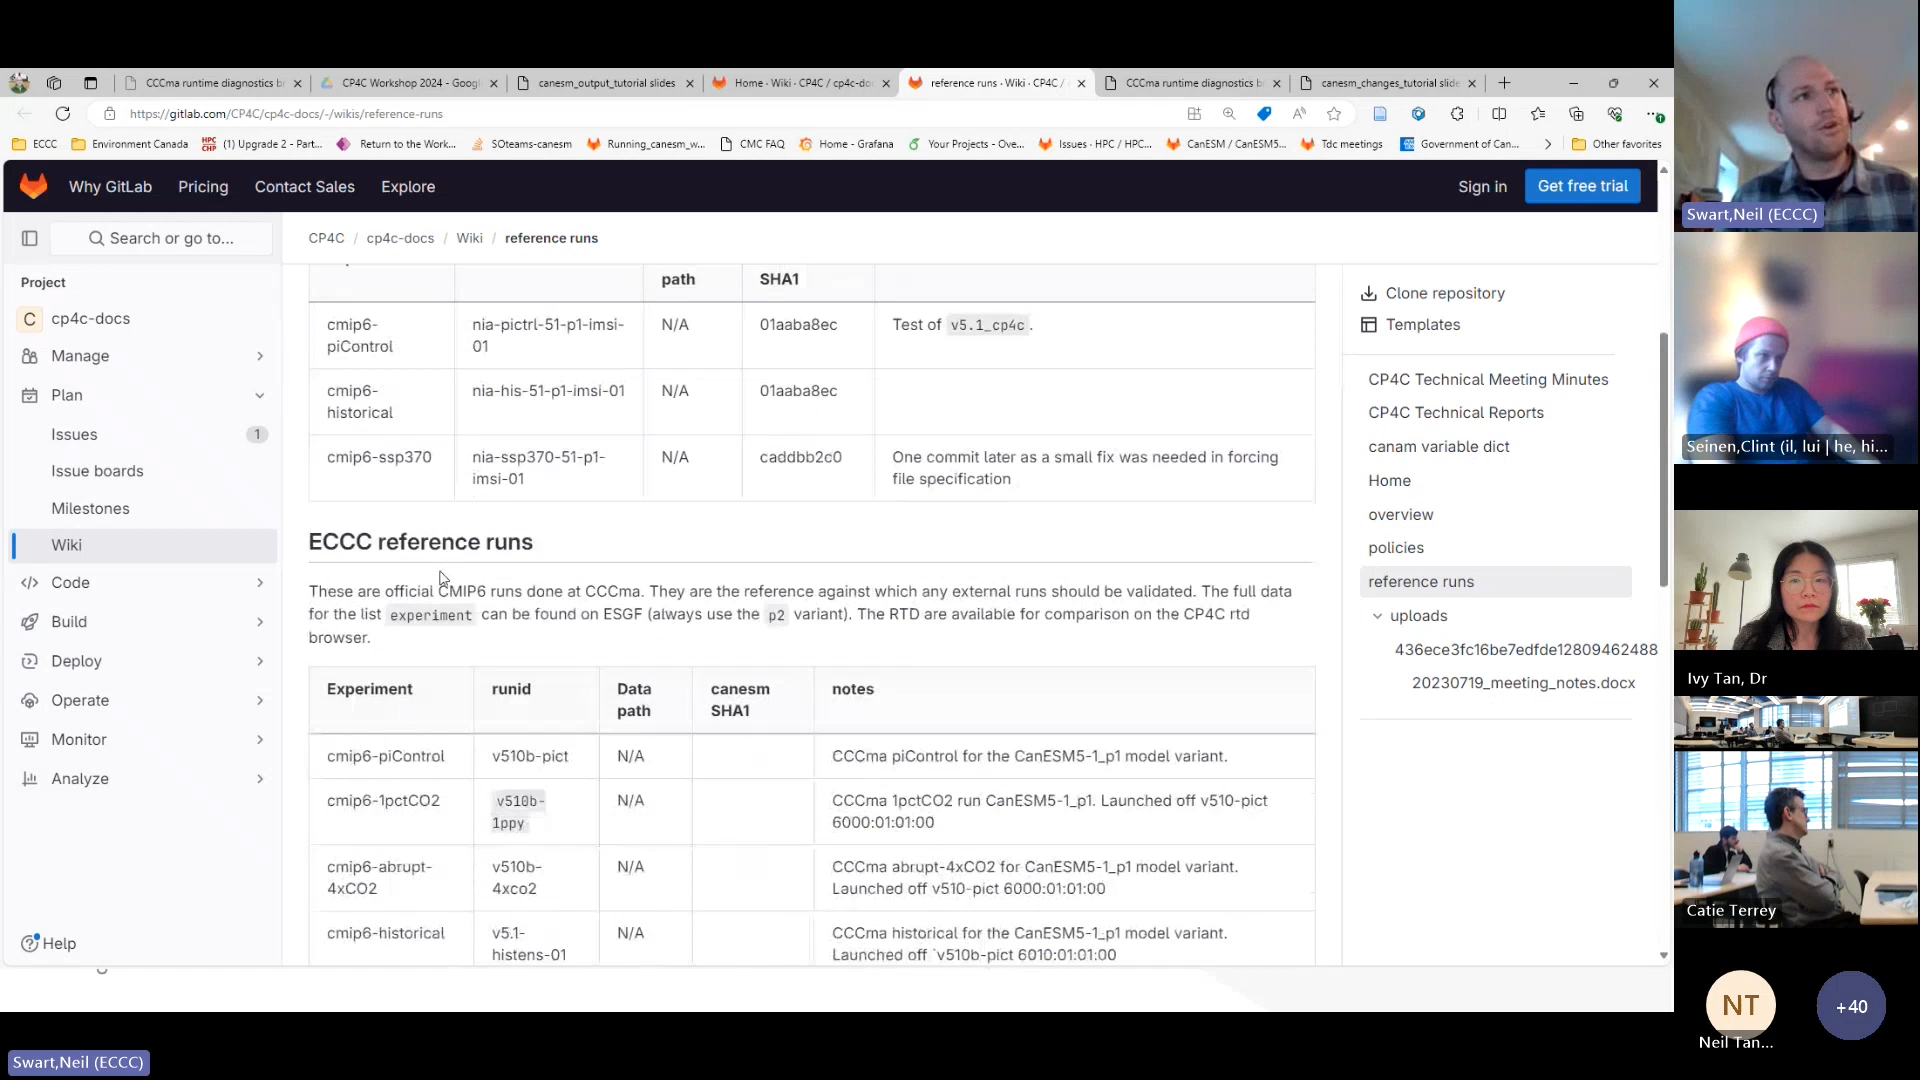 CCCma runtime diagnostics b
CP4C Workshop 2024 - Googl
canesm_output_tutorial slides
Home · Wiki · CP4C / cp4c-do
reference runs · Wiki · CP4C /
CCCma runtime diagnostics b
canesm_changes_tutorial slide
https://gitlab.com/CP4C/cp4c-docs/-/wikis/reference-runs
ECCC
Environment Canada
HPC CHP (1) Upgrade 2 - Part...
Return to the Work...
SOteams-canesm
Running_canesm_w...
CMC FAQ
Home - Grafana
Your Projects - Ove...
Issues · HPC / HPC...
CanESM / CanESM5...
Tdc meetings
Government of Can...
Other favorites
Why GitLab
Pricing
Contact Sales
Explore
Sign in
Get free trial
Search or go to...
CP4C / cp4c-docs / Wiki / reference runs
Project
C cp4c-docs
Manage
Plan
Issues 1
Issue boards
Milestones
Wiki
Code
Build
Deploy
Operate
Monitor
Analyze
Help
path
SHA1
cmip6-
piControl
nia-pictrl-51-p1-imsi-
01
N/A
01aaba8ec
Test of v5.1_cp4c.
cmip6-
historical
nia-his-51-p1-imsi-01
N/A
01aaba8ec
cmip6-ssp370
nia-ssp370-51-p1-
imsi-01
N/A
caddbb2c0
One commit later as a small fix was needed in forcing
file specification
ECCC reference runs
These are official CMIP6 runs done at CCCma. They are the reference against which any external runs should be validated. The full data
for the list experiment can be found on ESGF (always use the p2 variant). The RTD are available for comparison on the CP4C rtd
browser.
Experiment
runid
Data
path
canesm
SHA1
notes
cmip6-piControl
v510b-pict
N/A
CCCma piControl for the CanESM5-1_p1 model variant.
cmip6-1pctCO2
v510b-
1ppy
N/A
CCCma 1pctCO2 run CanESM5-1_p1. Launched off v510-pict
6000:01:01:00
cmip6-abrupt-
4xCO2
v510b-
4xco2
N/A
CCCma abrupt-4xCO2 for CanESM5-1_p1 model variant.
Launched off v510-pict 6000:01:01:00
cmip6-historical
v5.1-
histens-01
N/A
CCCma historical for the CanESM5-1_p1 model variant.
Launched off `v510b-pict 6010:01:01:00
Clone repository
Templates
CP4C Technical Meeting Minutes
CP4C Technical Reports
canam variable dict
Home
overview
policies
reference runs
uploads
436ece3fc16be7edfde12809462488
20230719_meeting_notes.docx
Swart,Neil (ECCC)
Seinen,Clint (il, lui | he, hi...
Ivy Tan, Dr
Catie Terrey
NT
Neil Tan...
+40
Swart,Neil (ECCC)